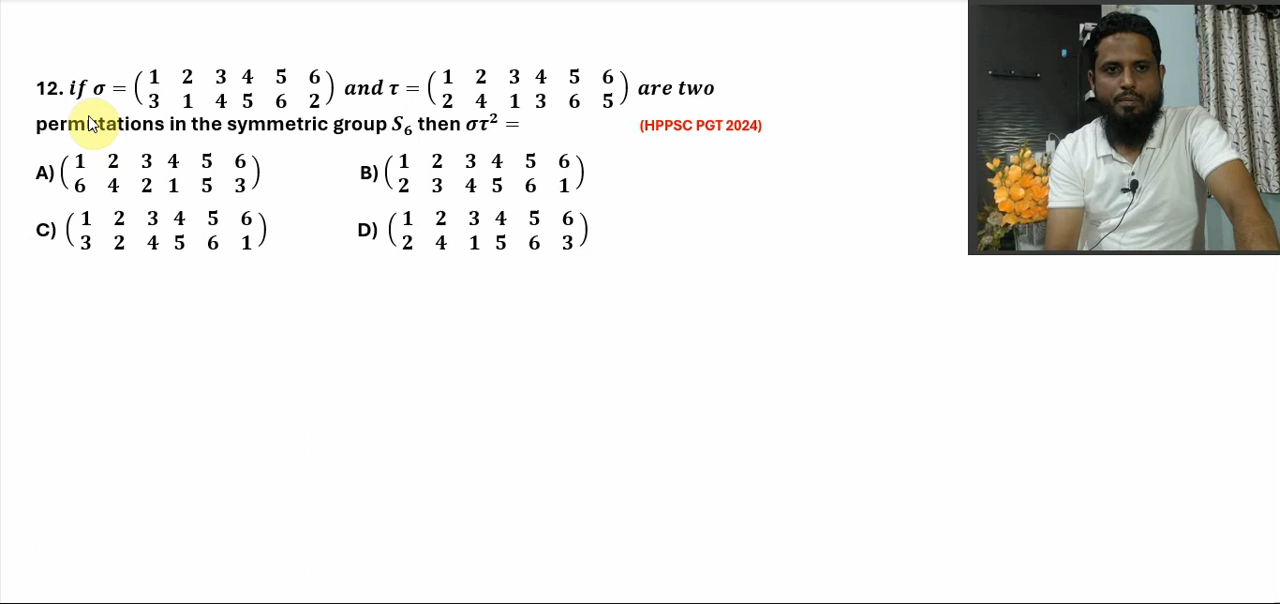 12. if σ = (1 2 3 4 5 6 / 3 1 4 5 6 2) and τ = (1 2 3 4 5 6 / 2 4 1 3 6 5) are two
permutations in the symmetric group S₆ then στ² = (HPPSC PGT 2024)
A) (1 2 3 4 5 6 / 6 4 2 1 5 3) B) (1 2 3 4 5 6 / 2 3 4 5 6 1)
C) (1 2 3 4 5 6 / 3 2 4 5 6 1) D) (1 2 3 4 5 6 / 2 4 1 5 6 3)